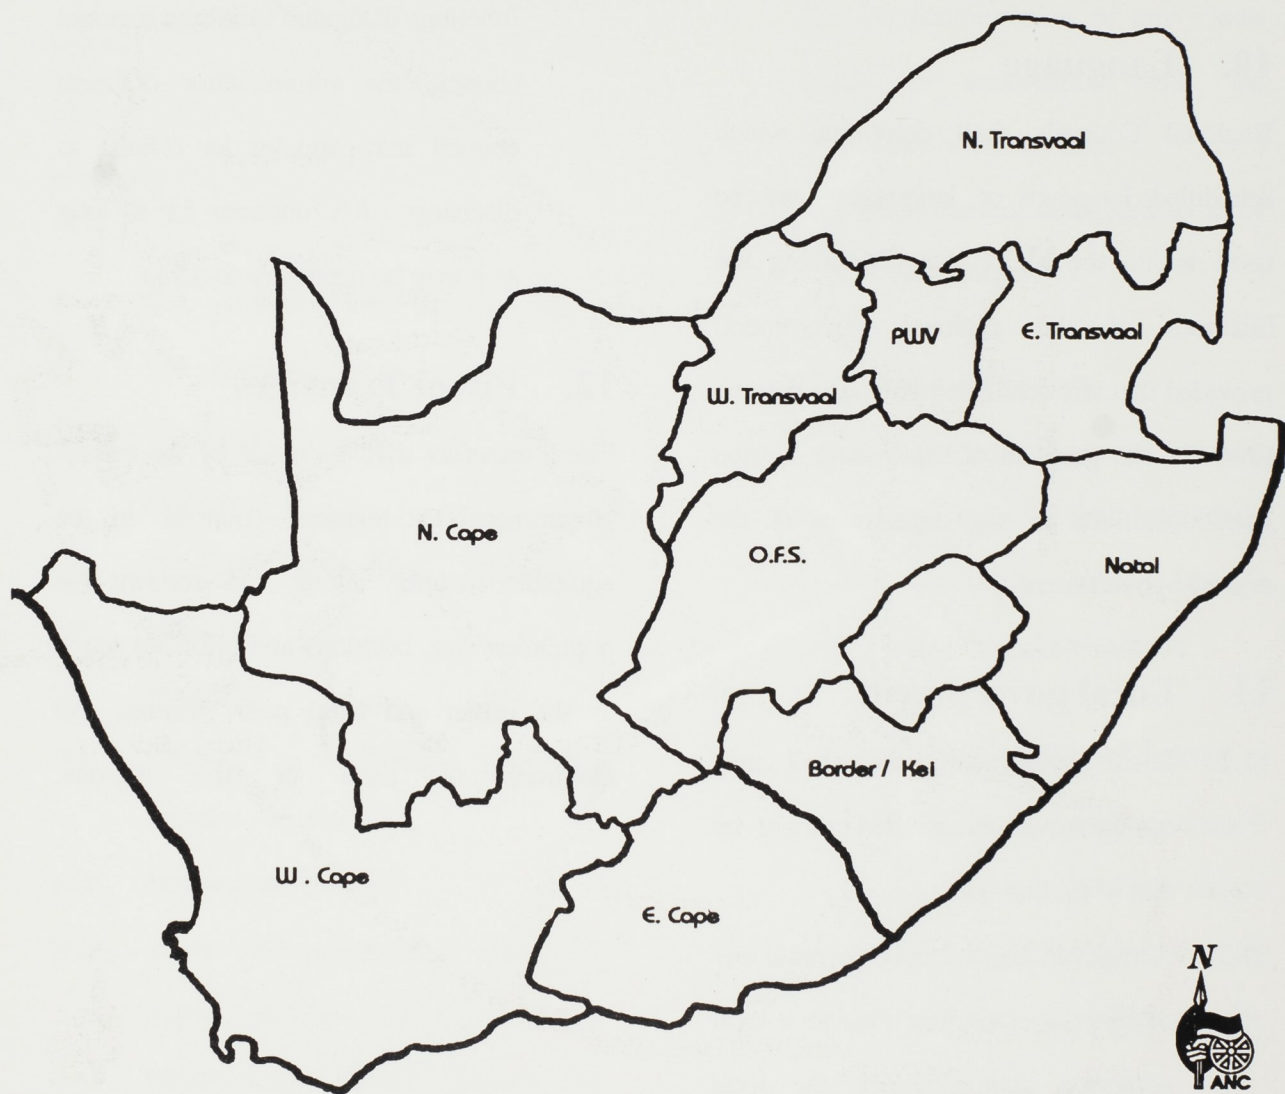 N. Transvaal
PWV
E. Transvaal
W. Transvaal
N. Cape
O.F.S.
Natal
Border / Kei
W . Cape
E. Cape
N
ANC